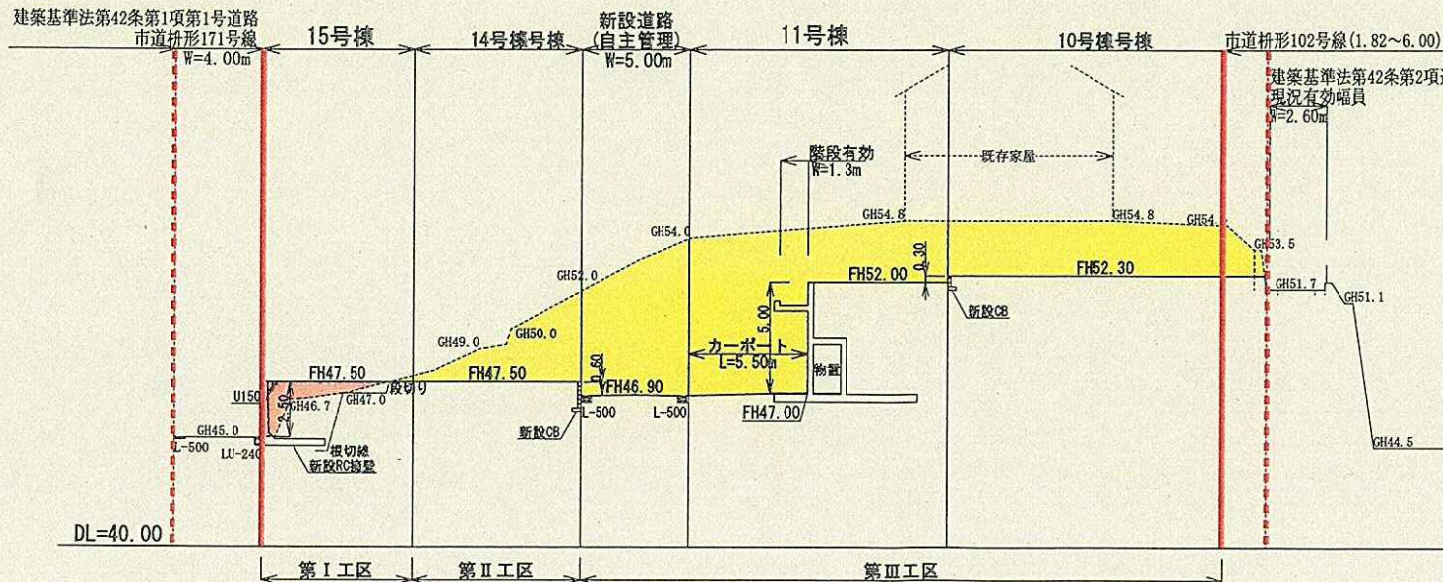 建築基準法第42条第1項第1号道路
市道枡形171号線
W=4.00m
15号棟
14号棟号棟
新設道路
(自主管理)
W=5.00m
11号棟
10号棟号棟
市道枡形102号線(1.82~6.00)
建築基準法第42条第2項
現況有効幅員
W=2.60m
階段有効
W=1.3m
既存家屋
GH54.8
GH54.8
GH54.
GH54.0
GH53.5
GH52.0
FH52.00
0.30
FH52.30
GH51.7
GH51.1
新設CB
GH50.0
GH49.0
5.00
カーポート
L=5.50m
物置
FH47.50
FH47.50
0.60
FH46.90
段切り
U150
GH46.7
GH47.0
2.50
L-500
L-500
FH47.00
新設CB
GH45.0
L-500
LU-240
根切線
新設RC擁壁
GH44.5
DL=40.00
第Ⅰ工区
第Ⅱ工区
第Ⅲ工区